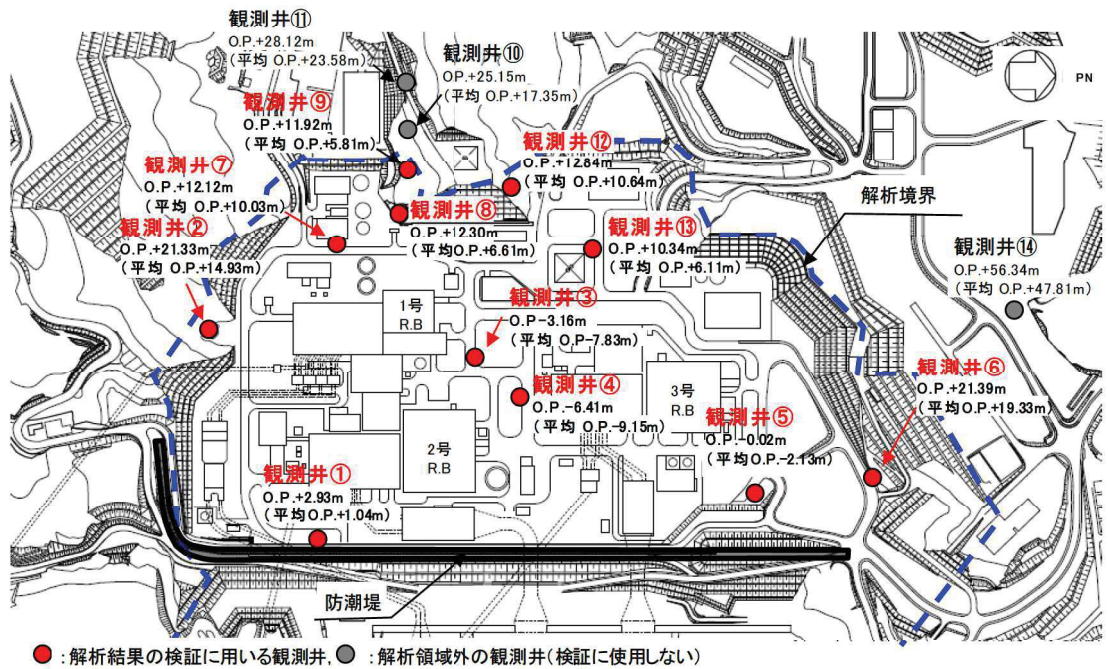 観測井⑪
O.P.+28.12m
(平均 O.P.+23.58m)
観測井⑩
OP.+25.15m
(平均 O.P.+17.35m)
PN
観測井⑨
O.P.+11.92m
(平均 O.P.+5.81m)
観測井⑫
O.P.+12.64m
(平均 O.P.+10.64m)
観測井⑦
O.P.+12.12m
(平均 O.P.+10.03m)
解析境界
観測井②
O.P.+21.33m
(平均 O.P.+14.93m)
観測井⑧
O.P.+12.30m
(平均O.P.+6.61m)
観測井⑬
O.P.+10.34m
(平均 O.P.+6.11m)
観測井⑭
O.P.+56.34m
(平均 O.P.+47.81m)
観測井③
O.P-3.16m
(平均 O.P-7.83m)
1号
R.B
観測井④
O.P.-6.41m
(平均 O.P.-9.15m)
3号
R.B
観測井⑥
O.P.+21.39m
(平均O.P.+19.33m)
観測井⑤
O.P.-0.02m
(平均O.P.-2.13m)
2号
R.B
観測井①
O.P.+2.93m
(平均O.P.+1.04m)
防潮堤
:解析結果の検証に用いる観測井, :解析領域外の観測井(検証に使用しない)